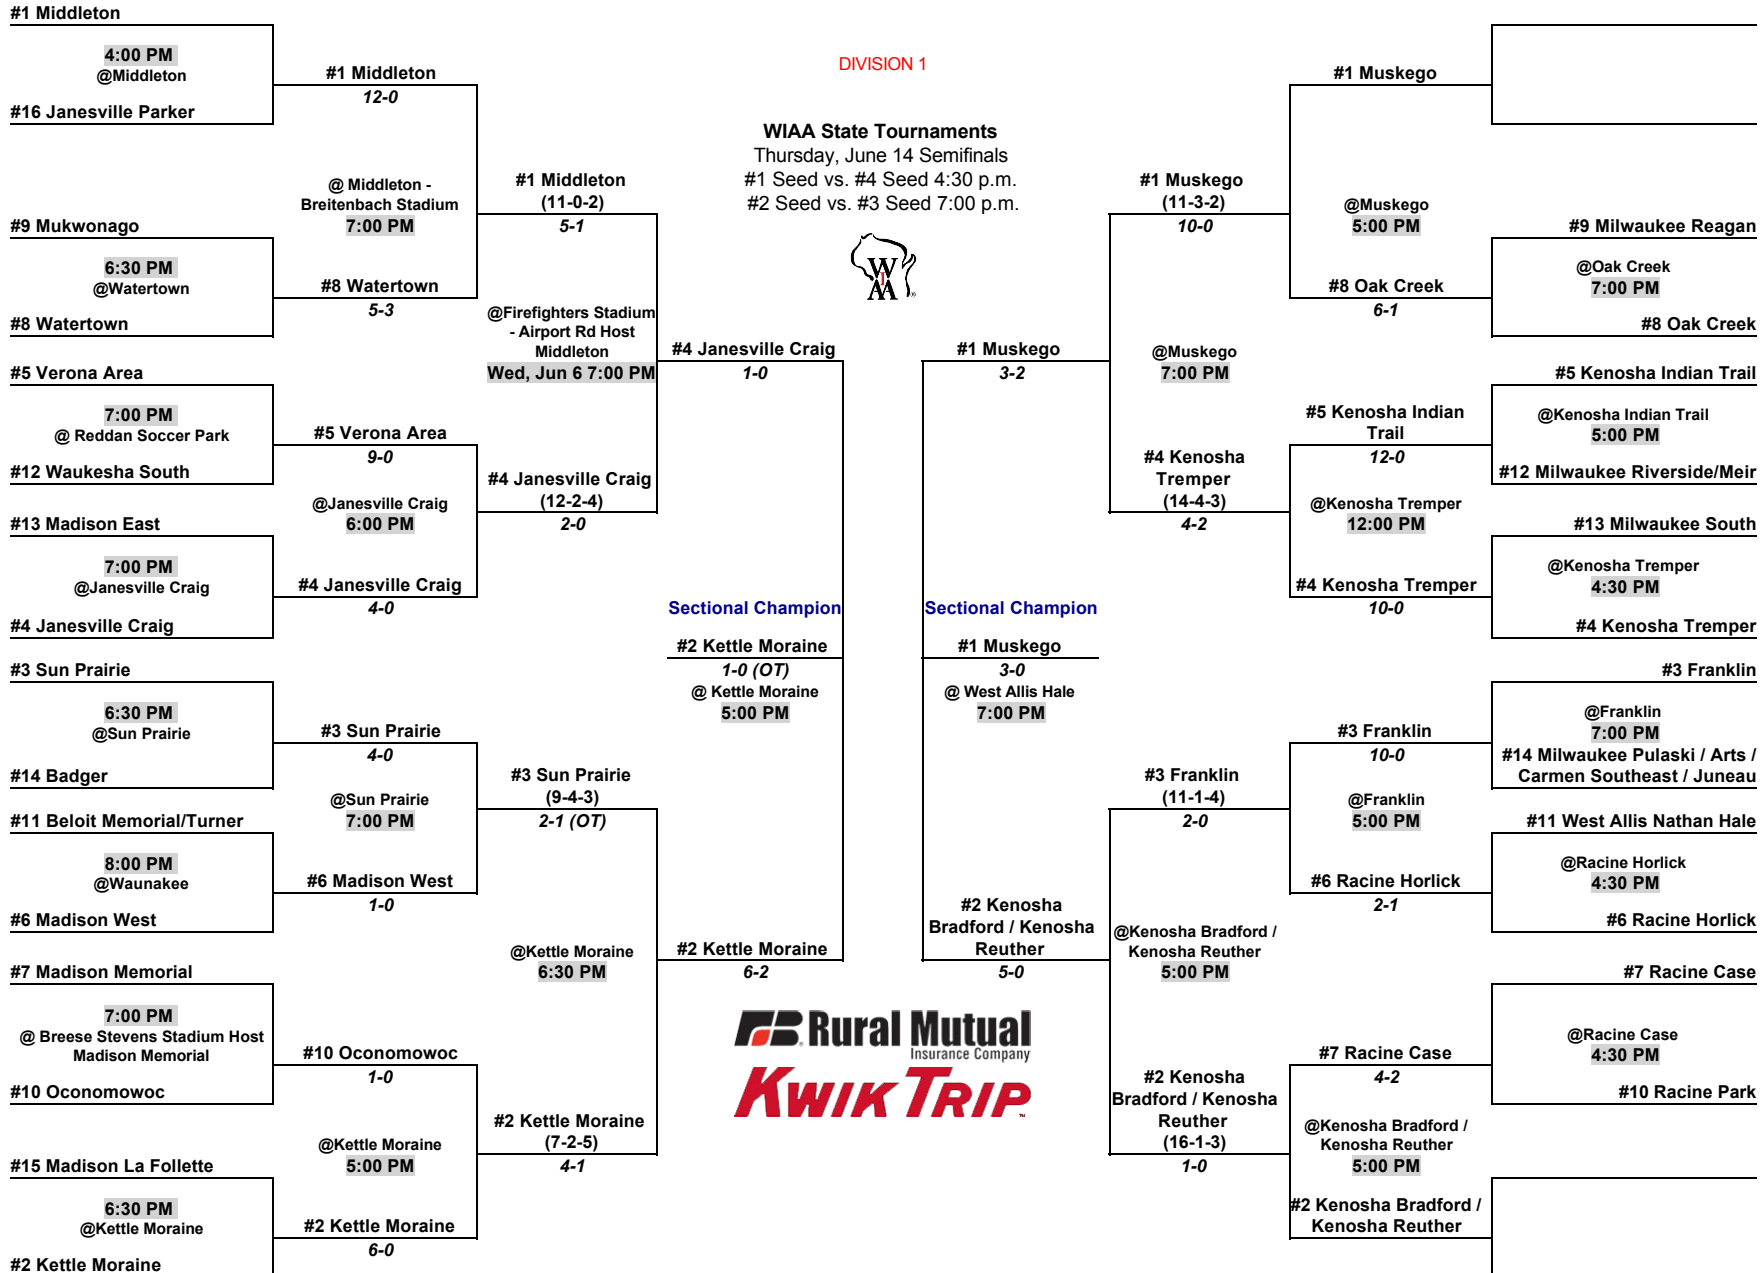 #1 Middleton
4:00 PM
@Middleton
#16 Janesville Parker
#9 Mukwonago
6:30 PM
@Watertown
#8 Watertown
#5 Verona Area
7:00 PM
@ Reddan Soccer Park
#12 Waukesha South
#13 Madison East
7:00 PM
@Janesville Craig
#4 Janesville Craig
#3 Sun Prairie
6:30 PM
@Sun Prairie
#14 Badger
#11 Beloit Memorial/Turner
8:00 PM
@Waunakee
#6 Madison West
#7 Madison Memorial
7:00 PM
@ Breese Stevens Stadium Host
Madison Memorial
#10 Oconomowoc
#15 Madison La Follette
6:30 PM
@Kettle Moraine
#2 Kettle Moraine
#1 Middleton
12-0
@ Middleton -
Breitenbach Stadium
7:00 PM
#8 Watertown
5-3
#5 Verona Area
9-0
@Janesville Craig
6:00 PM
#4 Janesville Craig
4-0
#3 Sun Prairie
4-0
@Sun Prairie
7:00 PM
#6 Madison West
1-0
#10 Oconomowoc
1-0
@Kettle Moraine
5:00 PM
#2 Kettle Moraine
6-0
#1 Middleton
(11-0-2)
5-1
@Firefighters Stadium
- Airport Rd Host
Middleton
Wed, Jun 6 7:00 PM
#4 Janesville Craig
(12-2-4)
2-0
#3 Sun Prairie
(9-4-3)
2-1 (OT)
@Kettle Moraine
6:30 PM
#2 Kettle Moraine
(7-2-5)
4-1
#4 Janesville Craig
1-0
Sectional Champion
#2 Kettle Moraine
1-0 (OT)
@ Kettle Moraine
5:00 PM
#2 Kettle Moraine
6-2
DIVISION 1
WIAA State Tournaments
Thursday, June 14 Semifinals
#1 Seed vs. #4 Seed 4:30 p.m.
#2 Seed vs. #3 Seed 7:00 p.m.
WIAA
®
Rural Mutual
Insurance Company
KWIK TRIP
#1 Muskego
3-2
Sectional Champion
#1 Muskego
3-0
@ West Allis Hale
7:00 PM
#2 Kenosha
Bradford / Kenosha
Reuther
5-0
#1 Muskego
(11-3-2)
10-0
@Muskego
7:00 PM
#4 Kenosha
Tremper
(14-4-3)
4-2
#3 Franklin
(11-1-4)
2-0
@Kenosha Bradford /
Kenosha Reuther
5:00 PM
#2 Kenosha
Bradford / Kenosha
Reuther
(16-1-3)
1-0
#1 Muskego
@Muskego
5:00 PM
#8 Oak Creek
6-1
#5 Kenosha Indian
Trail
12-0
@Kenosha Tremper
12:00 PM
#4 Kenosha Tremper
10-0
#3 Franklin
10-0
@Franklin
5:00 PM
#6 Racine Horlick
2-1
#7 Racine Case
4-2
@Kenosha Bradford /
Kenosha Reuther
5:00 PM
#2 Kenosha Bradford /
Kenosha Reuther
#9 Milwaukee Reagan
@Oak Creek
7:00 PM
#8 Oak Creek
#5 Kenosha Indian Trail
@Kenosha Indian Trail
5:00 PM
#12 Milwaukee Riverside/Meir
#13 Milwaukee South
@Kenosha Tremper
4:30 PM
#4 Kenosha Tremper
#3 Franklin
@Franklin
7:00 PM
#14 Milwaukee Pulaski / Arts /
Carmen Southeast / Juneau
#11 West Allis Nathan Hale
@Racine Horlick
4:30 PM
#6 Racine Horlick
#7 Racine Case
@Racine Case
4:30 PM
#10 Racine Park